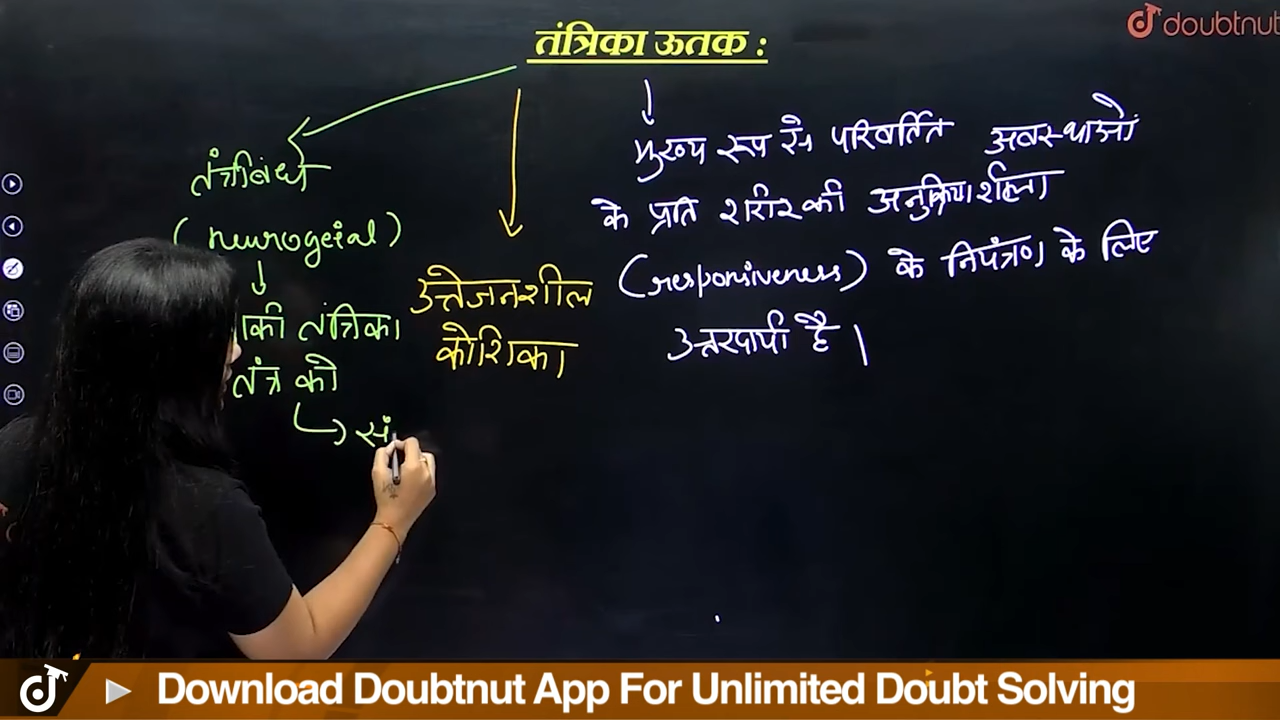 doubtnut
तंत्रिका ऊतक :
मुख्य रूप से परिवर्तित अवस्थाओं
के प्रति शरीर की अनुक्रियाशीलता
(responsiveness) के नियंत्रण के लिए
उत्तरदायी है |
तंत्रीबंध
(neurogeial)
की तंत्रिका
तंत्र को
सं
उत्तेजनशील
कोशिका
Download Doubtnut App For Unlimited Doubt Solving